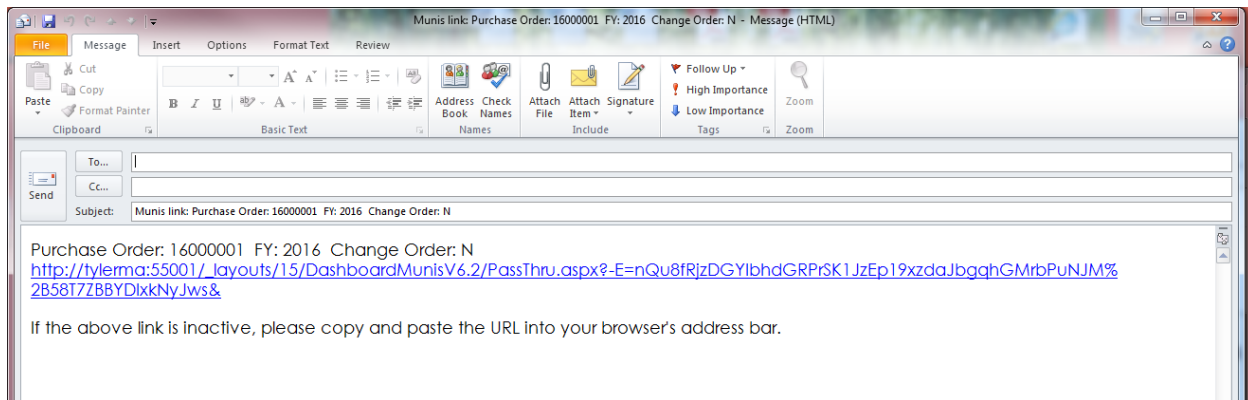 Munis link: Purchase Order: 16000001 FY: 2016 Change Order: N - Message (HTML)
File Message Insert Options Format Text Review
Cut
Copy
Format Painter
Paste
Clipboard
B I U
Basic Text
Address Book
Check Names
Names
Attach File
Attach Item
Signature
Include
Follow Up
High Importance
Low Importance
Tags
Zoom
Zoom
Send
To...
Cc...
Subject: Munis link: Purchase Order: 16000001 FY: 2016 Change Order: N
Purchase Order: 16000001 FY: 2016 Change Order: N
http://tylerma:55001/_layouts/15/DashboardMunisV6.2/PassThru.aspx?-E=nQu8fRjzDGYIbhdGRPrSK1JzEp19xzdaJbgqhGMrbPuNJM%
2B58T7ZBBYDIxkNyJws&
If the above link is inactive, please copy and paste the URL into your browser's address bar.